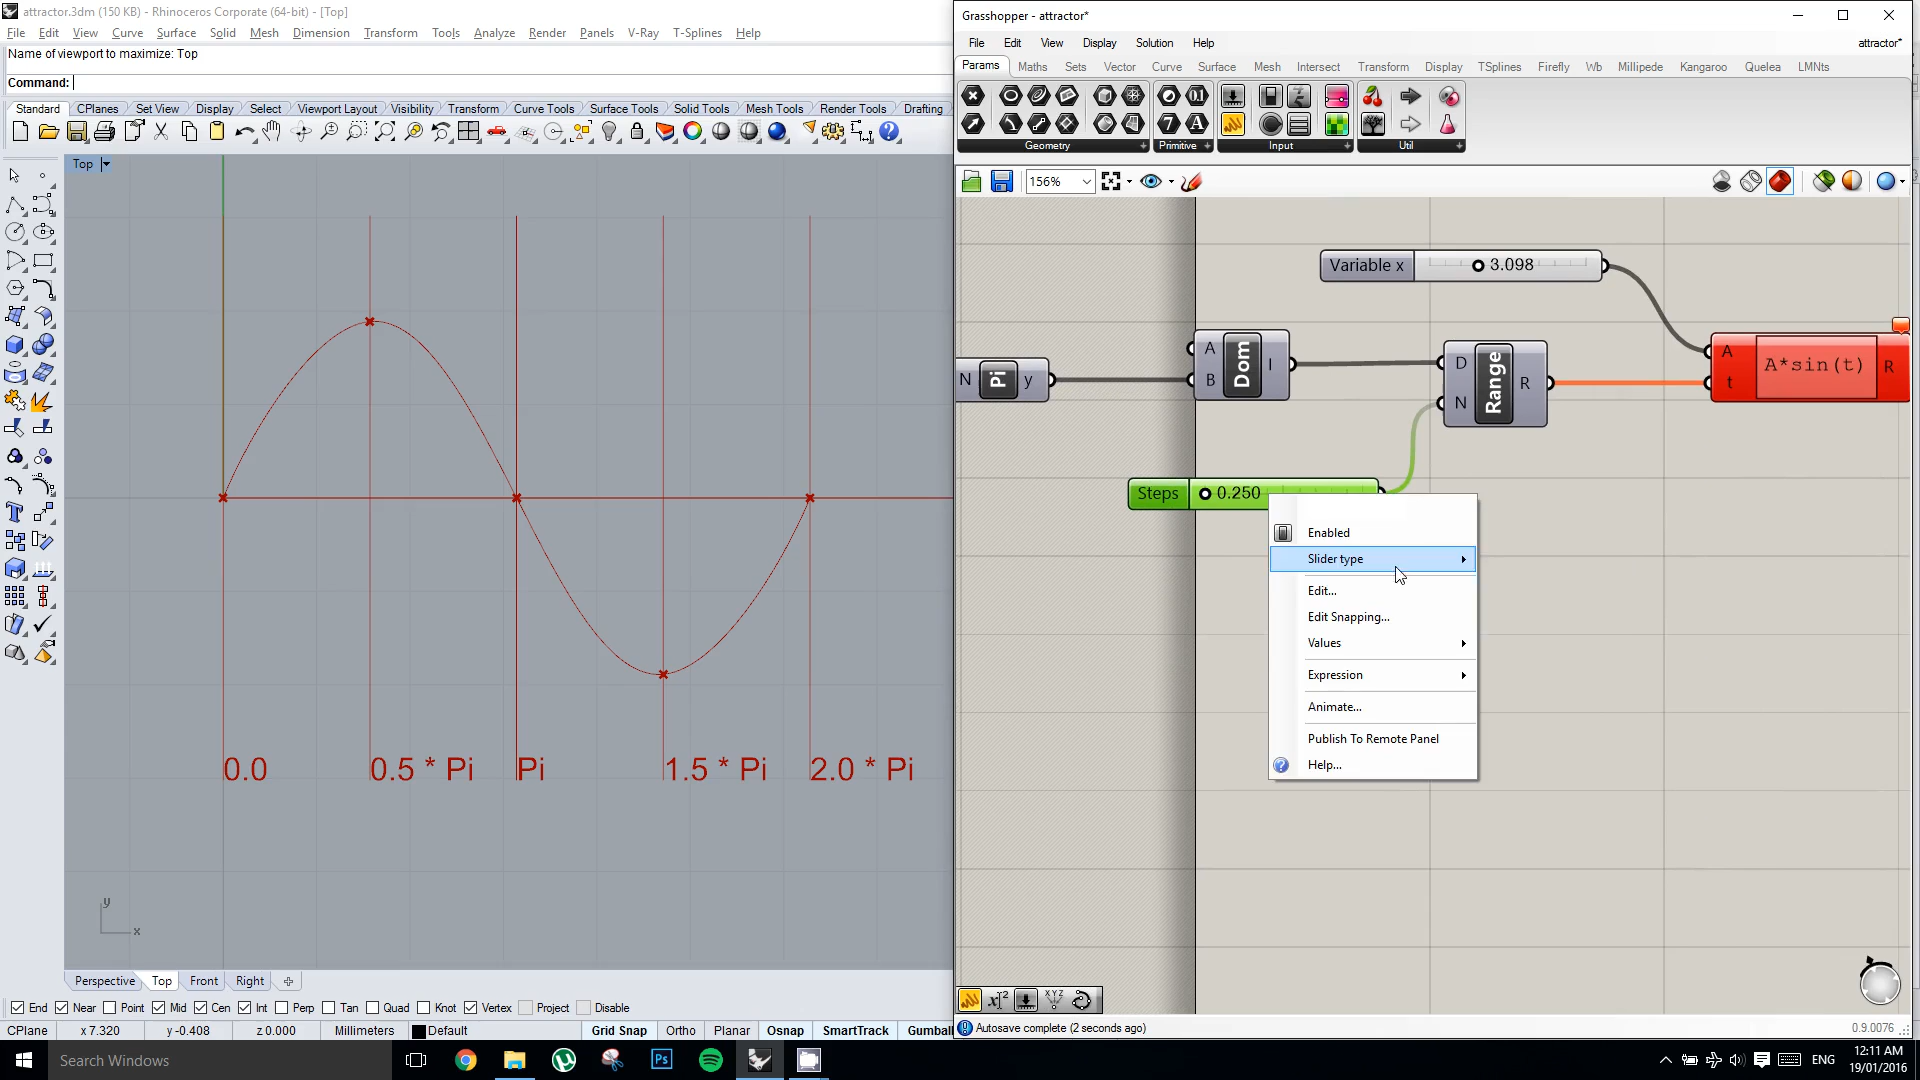 attractor.3dm (150 KB) - Rhinoceros Corporate (64-bit) - [Top]
File Edit View Curve Surface Solid Mesh Dimension Transform Tools Analyze Render Panels V-Ray T-Splines Help
Name of viewport to maximize: Top
Command:
Standard CPlanes Set View Display Select Viewport Layout Visibility Transform Curve Tools Surface Tools Solid Tools Mesh Tools Render Tools Drafting
Top
0.0 0.5 * Pi Pi 1.5 * Pi 2.0 * Pi
y
x
Perspective Top Front Right
End Near Point Mid Cen Int Perp Tan Quad Knot Vertex Project Disable
CPlane x 7.320 y -0.408 z 0.000 Millimeters Default Grid Snap Ortho Planar Osnap SmartTrack Gumball
Grasshopper - attractor*
File Edit View Display Solution Help attractor*
Params Maths Sets Vector Curve Surface Mesh Intersect Transform Display TSplines Firefly Wb Millipede Kangaroo Quelea LMNts
Geometry Primitive Input Util
156%
Variable x 3.098
N Pi y
A B Dom I
D N Range R
A t A*sin(t) R
Steps 0.250
Enabled
Slider type
Edit...
Edit Snapping...
Values
Expression
Animate...
Publish To Remote Panel
Help...
Autosave complete (2 seconds ago) 0.9.0076
Search Windows
Ps
ENG
12:11 AM
19/01/2016